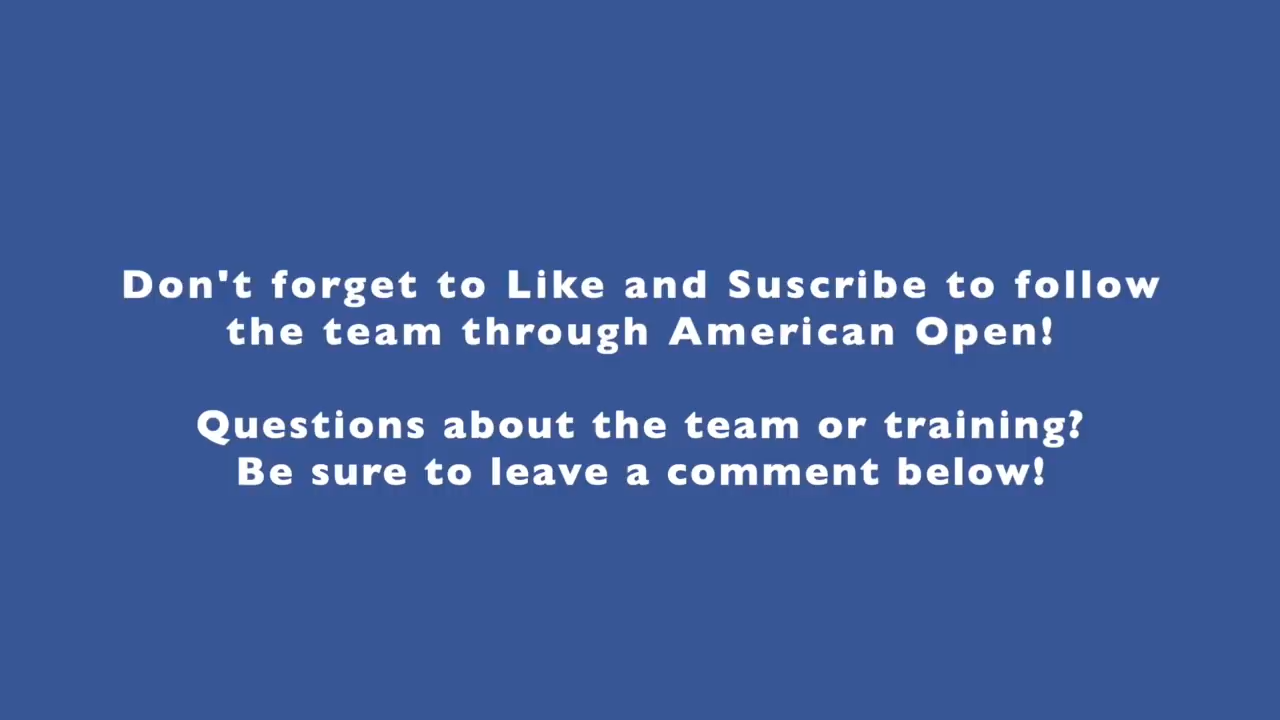 Don't forget to Like and Suscribe to follow
the team through American Open!
Questions about the team or training?
Be sure to leave a comment below!